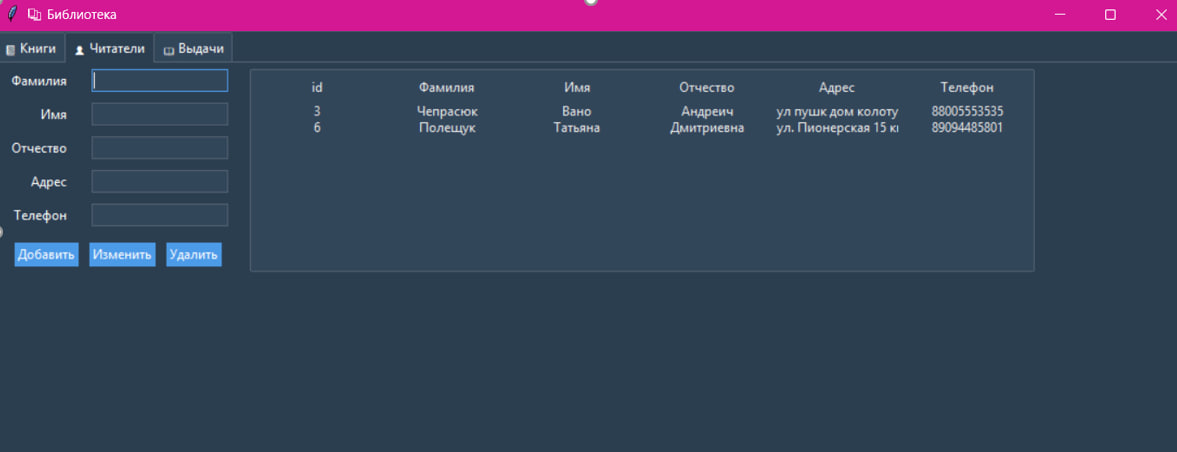 Библиотека
Книги Читатели Выдачи
Фамилия
Имя
Отчество
Адрес
Телефон
Добавить Изменить Удалить
id Фамилия Имя Отчество Адрес Телефон
3 Чепрасюк Вано Андреич ул пушк дом колоту 88005553535
6 Полещук Татьяна Дмитриевна ул. Пионерская 15 к 89094485801